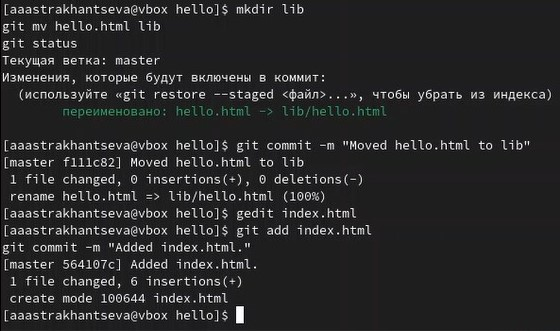 [aaastrakhantseva@vbox hello]$ mkdir lib
git mv hello.html lib
git status
Текущая ветка: master
Изменения, которые будут включены в коммит:
  (используйте «git restore --staged <файл>...», чтобы убрать из индекса)
        переименовано: hello.html -> lib/hello.html

[aaastrakhantseva@vbox hello]$ git commit -m "Moved hello.html to lib"
[master f111c82] Moved hello.html to lib
 1 file changed, 0 insertions(+), 0 deletions(-)
 rename hello.html => lib/hello.html (100%)
[aaastrakhantseva@vbox hello]$ gedit index.html
[aaastrakhantseva@vbox hello]$ git add index.html
git commit -m "Added index.html."
[master 564107c] Added index.html.
 1 file changed, 6 insertions(+)
 create mode 100644 index.html
[aaastrakhantseva@vbox hello]$